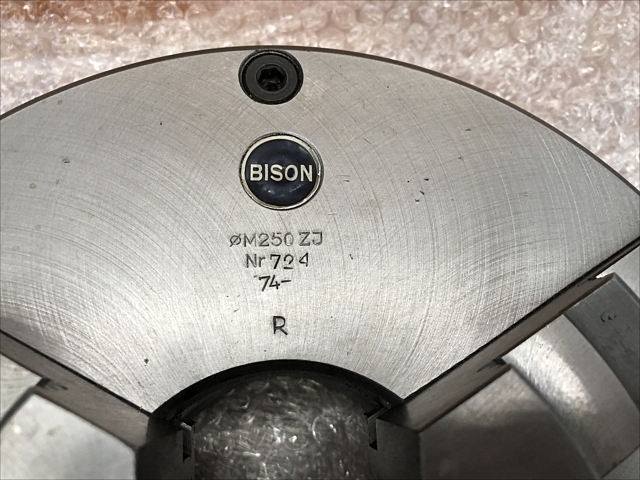 BISON
øM250 ZJ
Nr 724
74-
R